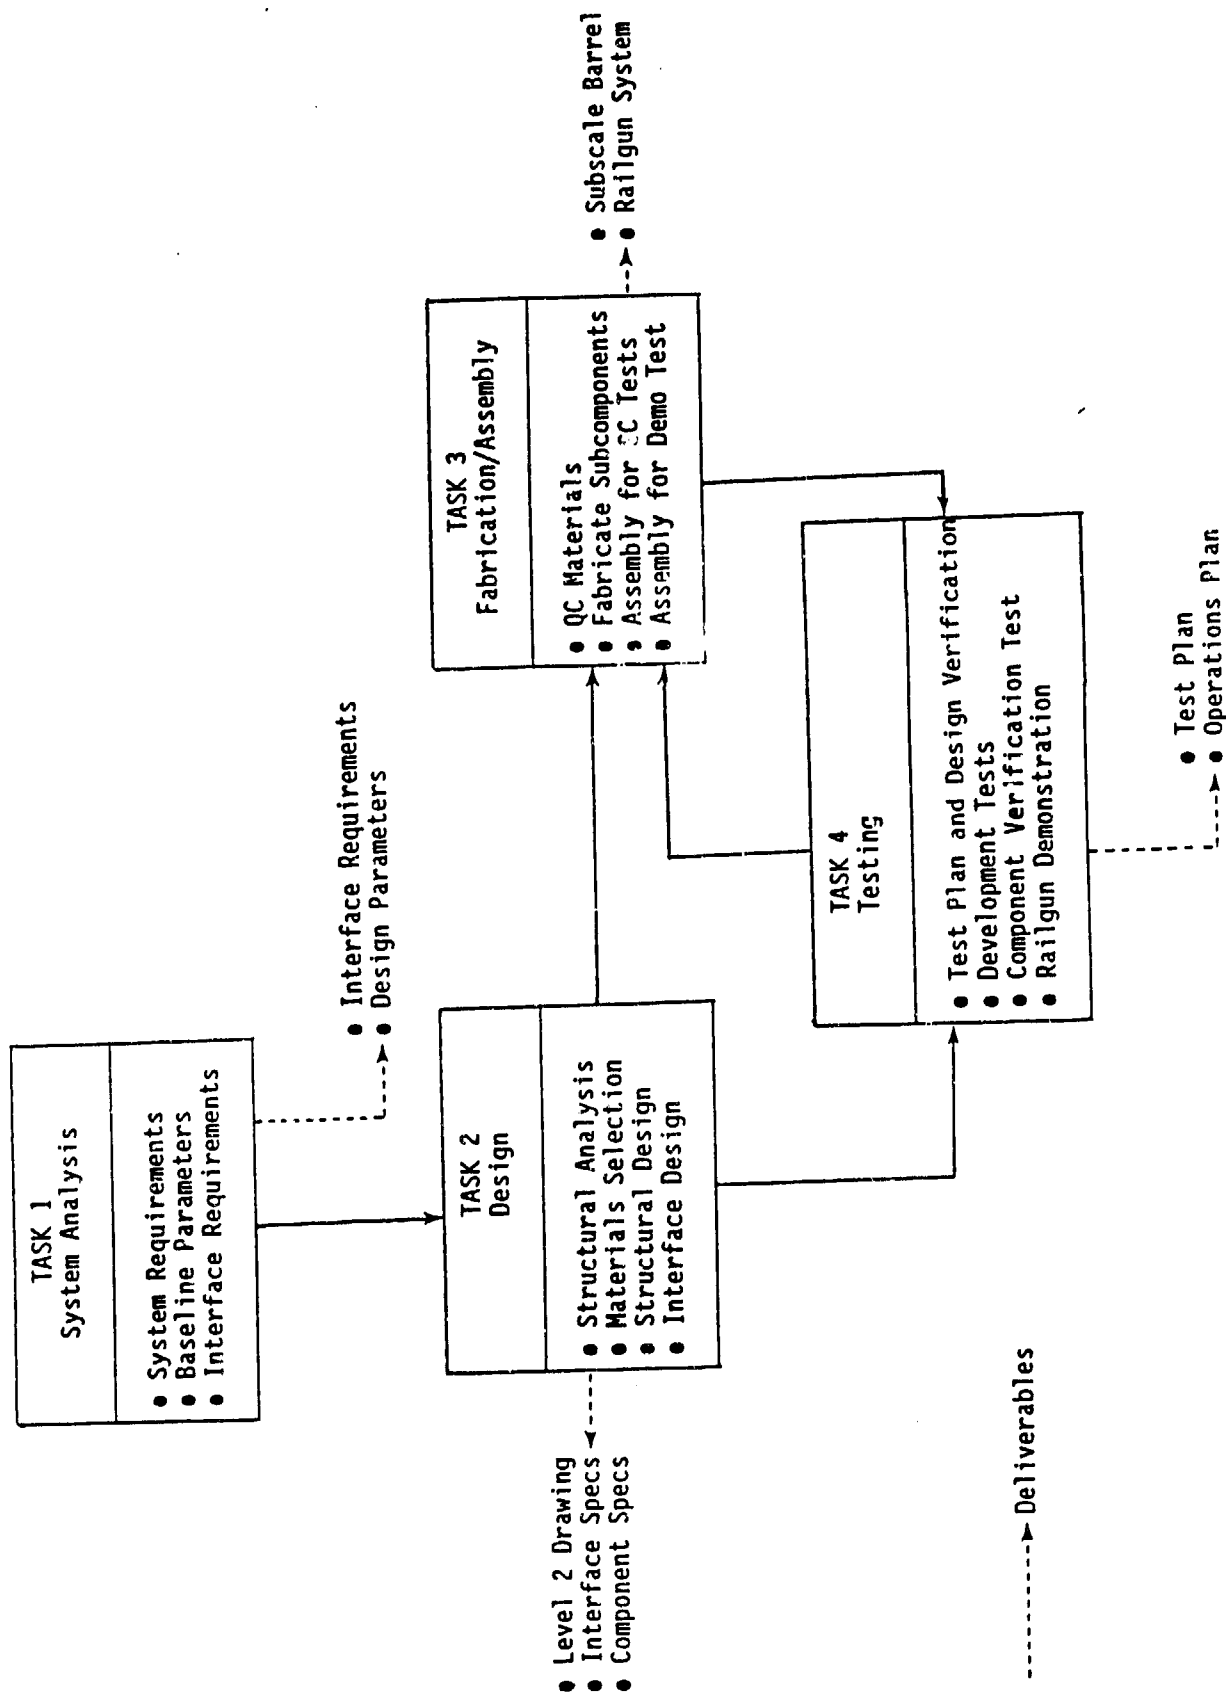 TASK 1
System Analysis
● System Requirements
● Baseline Parameters
● Interface Requirements
● Interface Requirements
● Design Parameters
TASK 2
Design
● Structural Analysis
● Materials Selection
● Structural Design
● Interface Design
● Level 2 Drawing
● Interface Specs
● Component Specs
TASK 3
Fabrication/Assembly
● QC Materials
● Fabricate Subcomponents
● Assembly for Tests
● Assembly for Demo Test
● Subscale Barrel
● Railgun System
TASK 4
Testing
● Test Plan and Design Verification
● Development Tests
● Component Verification Test
● Railgun Demonstration
● Test Plan
● Operations Plan
Deliverables